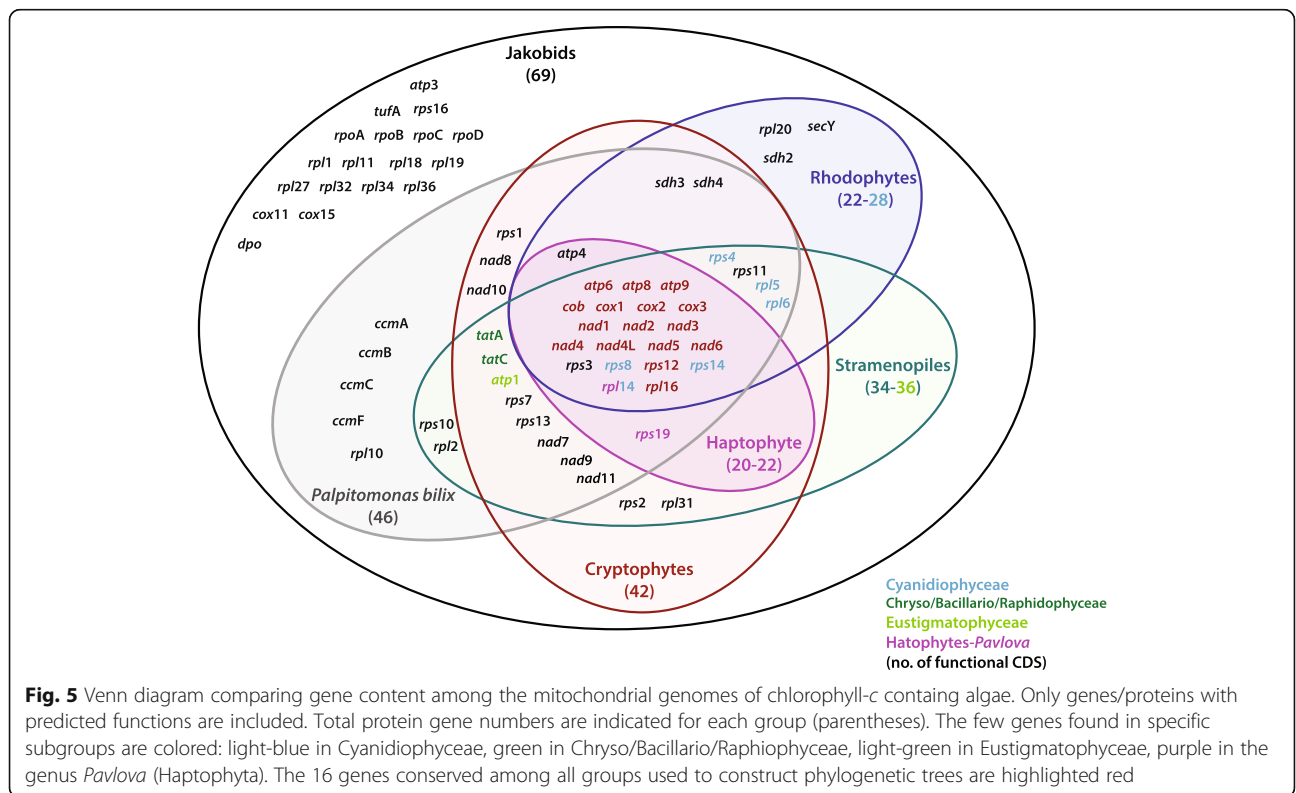 Jakobids
(69)
atp3
tufA rps16
rpoA rpoB rpoC rpoD
rpl1 rpl11 rpl18 rpl19
rpl27 rpl32 rpl34 rpl36
cox11 cox15
dpo
rpl20 secY
sdh2
Rhodophytes
(22-28)
sdh3 sdh4
rps1
nad8
nad10
atp4
rps4
rps11
rpl5
rpl6
atp6 atp8 atp9
cob cox1 cox2 cox3
nad1 nad2 nad3
nad4 nad4L nad5 nad6
rps3 rps8 rps12 rps14
rpl14 rpl16
ccmA
ccmB
ccmC
ccmF
rpl10
tatA
tatC
atp1
rps7
rps13
nad7
nad9
nad11
rps10
rpl2
rps19
Haptophyte
(20-22)
Stramenopiles
(34-36)
rps2 rpl31
Palpitomonas bilix
(46)
Cryptophytes
(42)
Cyanidiophyceae
Chryso/Bacillario/Raphidophyceae
Eustigmatophyceae
Hatophytes-Pavlova
(no. of functional CDS)
Fig. 5 Venn diagram comparing gene content among the mitochondrial genomes of chlorophyll-c containg algae. Only genes/proteins with
predicted functions are included. Total protein gene numbers are indicated for each group (parentheses). The few genes found in specific
subgroups are colored: light-blue in Cyanidiophyceae, green in Chryso/Bacillario/Raphiophyceae, light-green in Eustigmatophyceae, purple in the
genus Pavlova (Haptophyta). The 16 genes conserved among all groups used to construct phylogenetic trees are highlighted red